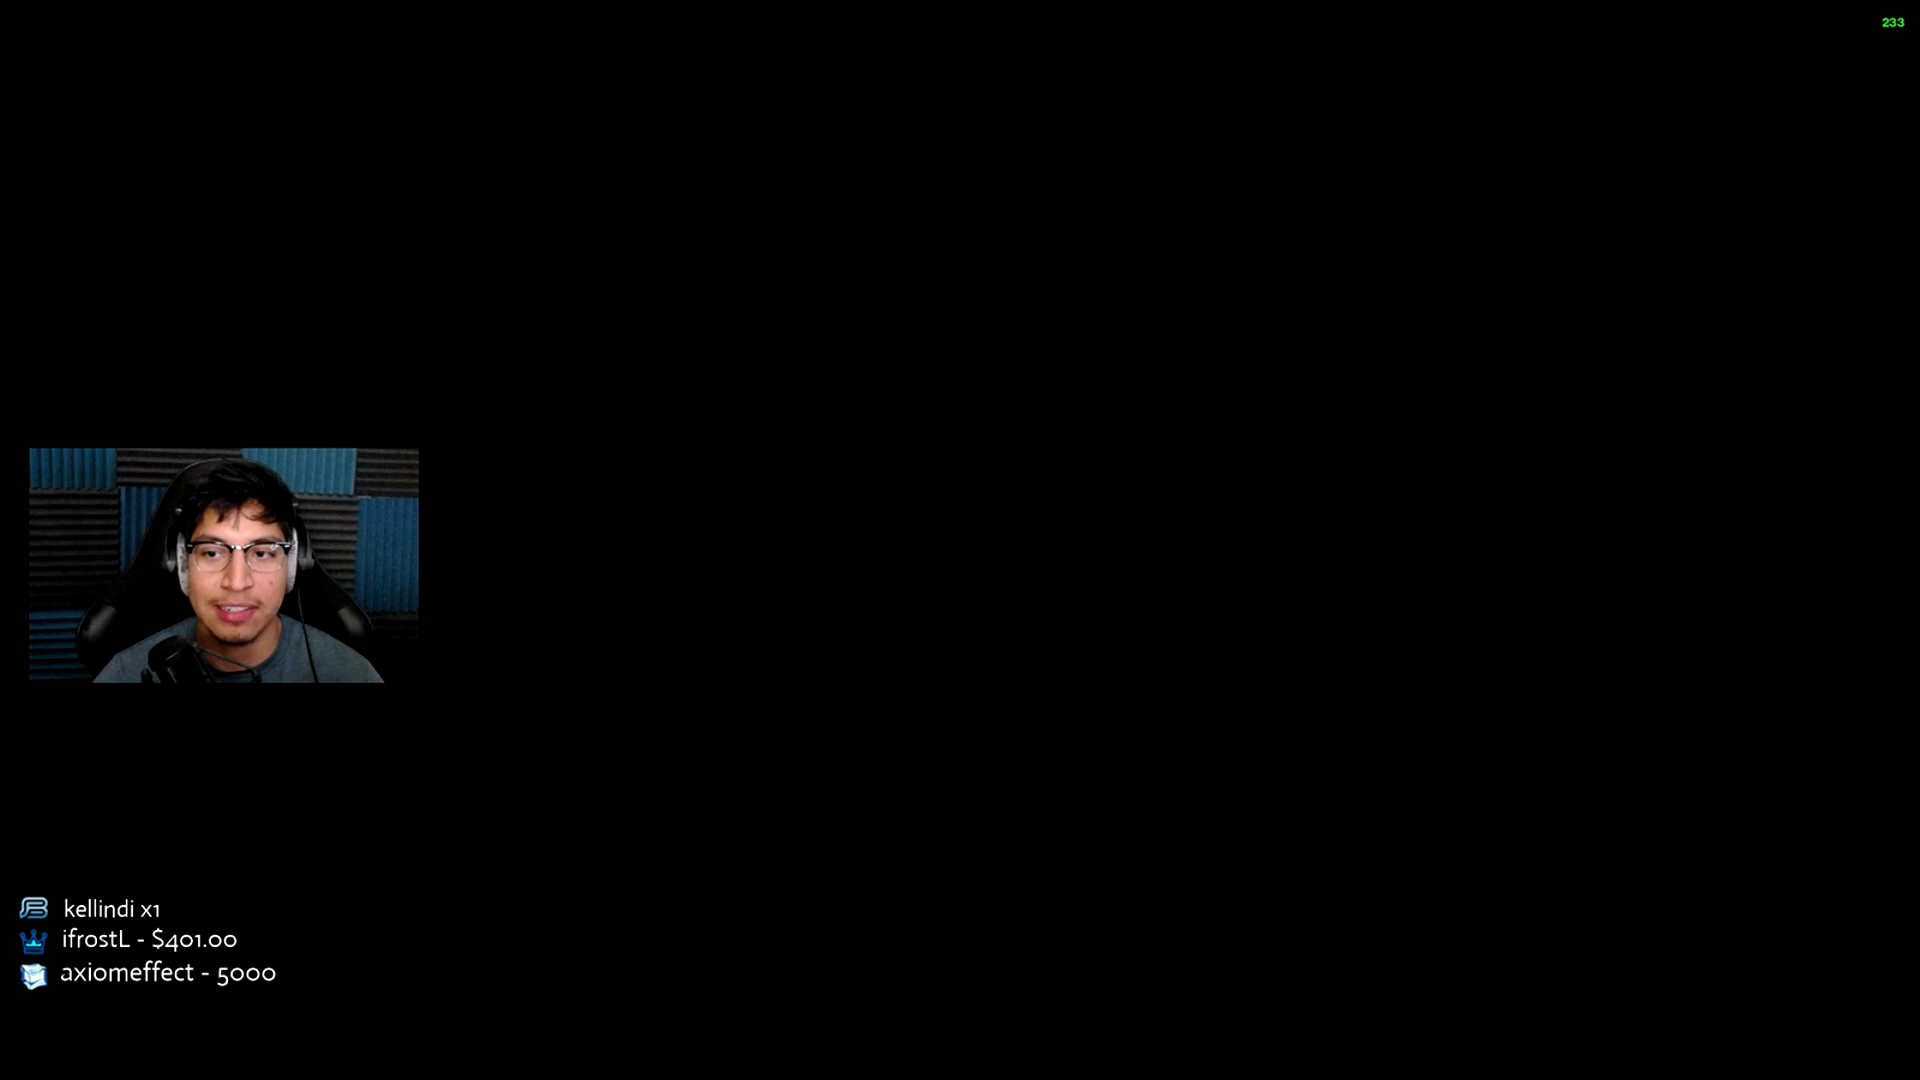 233
kellindi x1
ifrostL - $401.00
axiomeffect - 5000